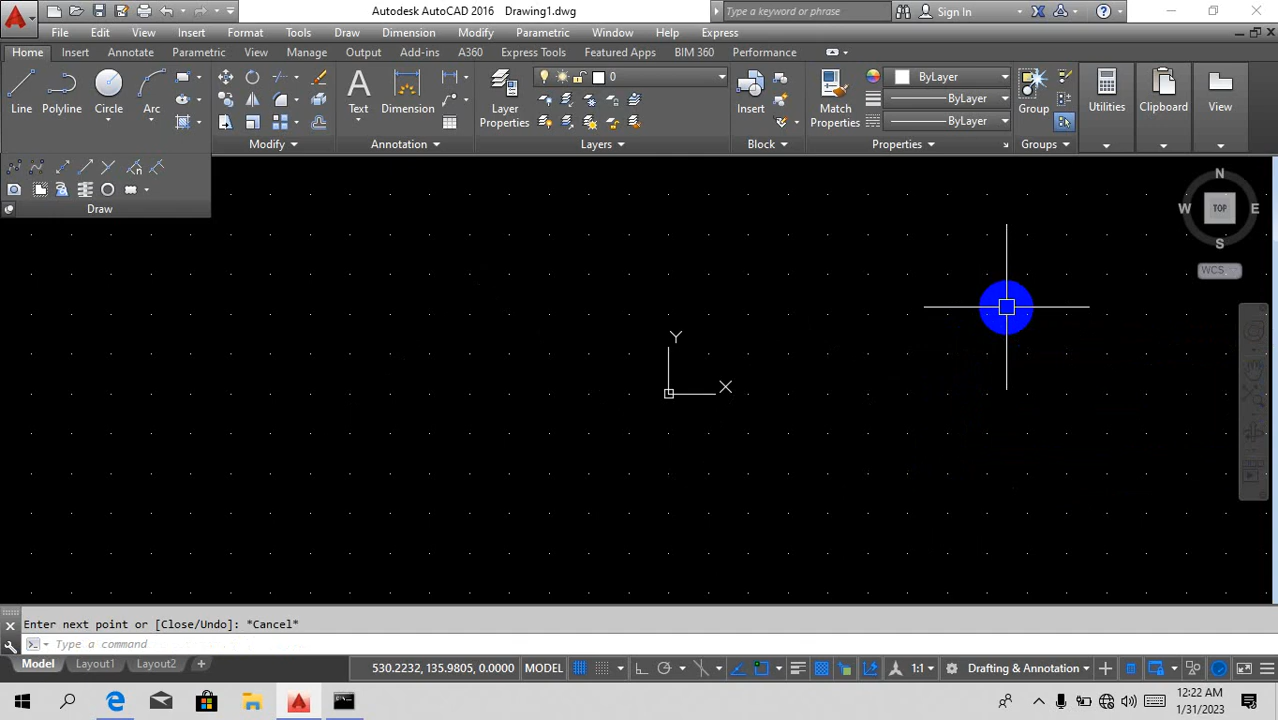 Autodesk AutoCAD 2016 Drawing1.dwg
Type a keyword or phrase
Sign In
File Edit View Insert Format Tools Draw Dimension Modify Parametric Window Help Express
Home Insert Annotate Parametric View Manage Output Add-ins A360 Express Tools Featured Apps BIM 360 Performance
Line Polyline Circle Arc
Text Dimension
Layer Properties
0
Insert
Match Properties
ByLayer
ByLayer
ByLayer
Group
Utilities
Clipboard
View
Modify Annotation Layers Block Properties Groups
Draw
N
W TOP E
S
WCS
Y
X
Enter next point or [Close/Undo]: *Cancel*
Type a command
Model Layout1 Layout2 +
530.2232, 135.9805, 0.0000 MODEL
1:1
Drafting & Annotation
12:22 AM
1/31/2023